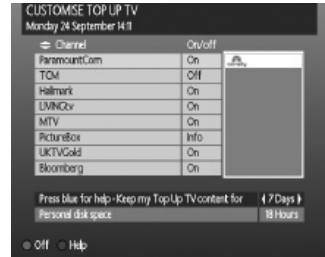 CUSTOMISE TOP UP TV
Monday 24 September 14:11
Channel On/off
ParamountCom On
TCM Off
Hallmark On
LIVINGtv On
MTV On
PictureBox Info
UKTVGold On
Bloomberg On
Press blue for help - Keep my Top Up TV content for 7 Days
Personal disk space 18 Hours
Off Help